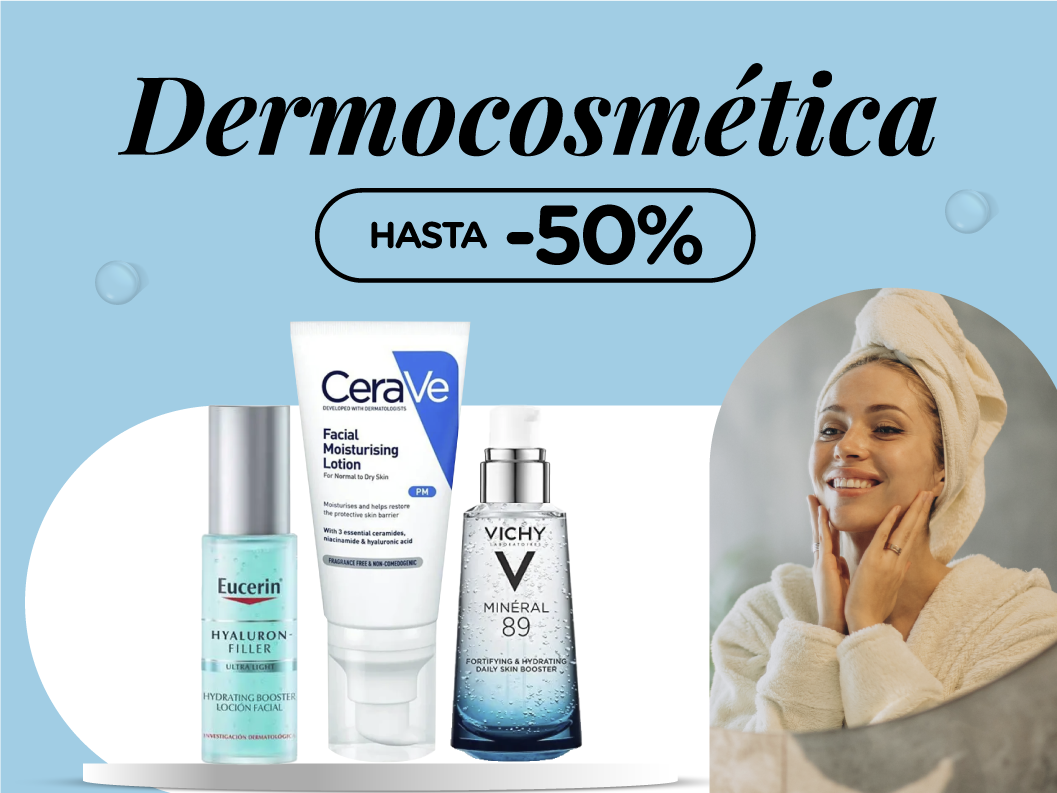 Dermocosmética
HASTA -50%
CeraVe
DEVELOPED WITH DERMATOLOGISTS
Facial
Moisturising
Lotion
For Normal to Dry Skin
PM
Moisturises and helps restore
the protective skin barrier
With 3 essential ceramides,
niacinamide & hyaluronic acid
FRAGRANCE FREE & NON-COMEDOGENIC
Eucerin®
HYALURON-
FILLER
ULTRA LIGHT
HYDRATING BOOSTER
LOCIÓN FACIAL
INVESTIGACIÓN DERMATOLÓGICA
VICHY
LABORATOIRES
V
MINÉRAL
89
FORTIFYING & HYDRATING
DAILY SKIN BOOSTER